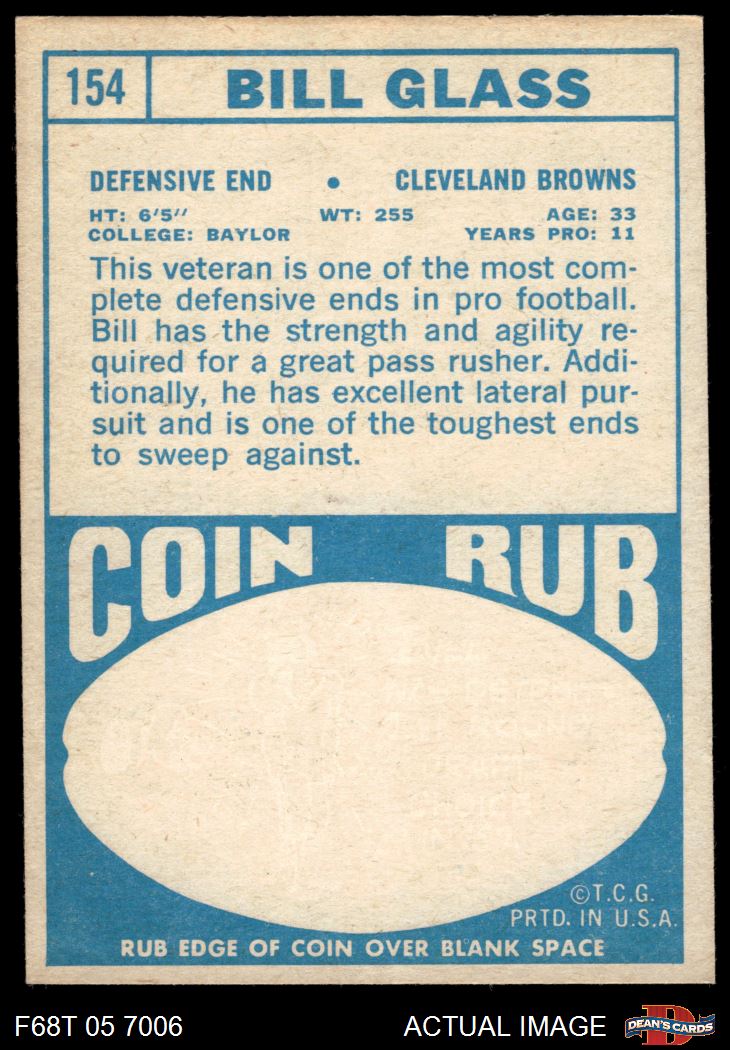 154 BILL GLASS
DEFENSIVE END • CLEVELAND BROWNS
HT: 6'5" WT: 255 AGE: 33
COLLEGE: BAYLOR YEARS PRO: 11
This veteran is one of the most com-
plete defensive ends in pro football.
Bill has the strength and agility re-
quired for a great pass rusher. Addi-
tionally, he has excellent lateral pur-
suit and is one of the toughest ends
to sweep against.
COIN RUB
©T.C.G.
PRTD. IN U.S.A.
RUB EDGE OF COIN OVER BLANK SPACE
F68T 05 7006 ACTUAL IMAGE D DEAN'S CARDS